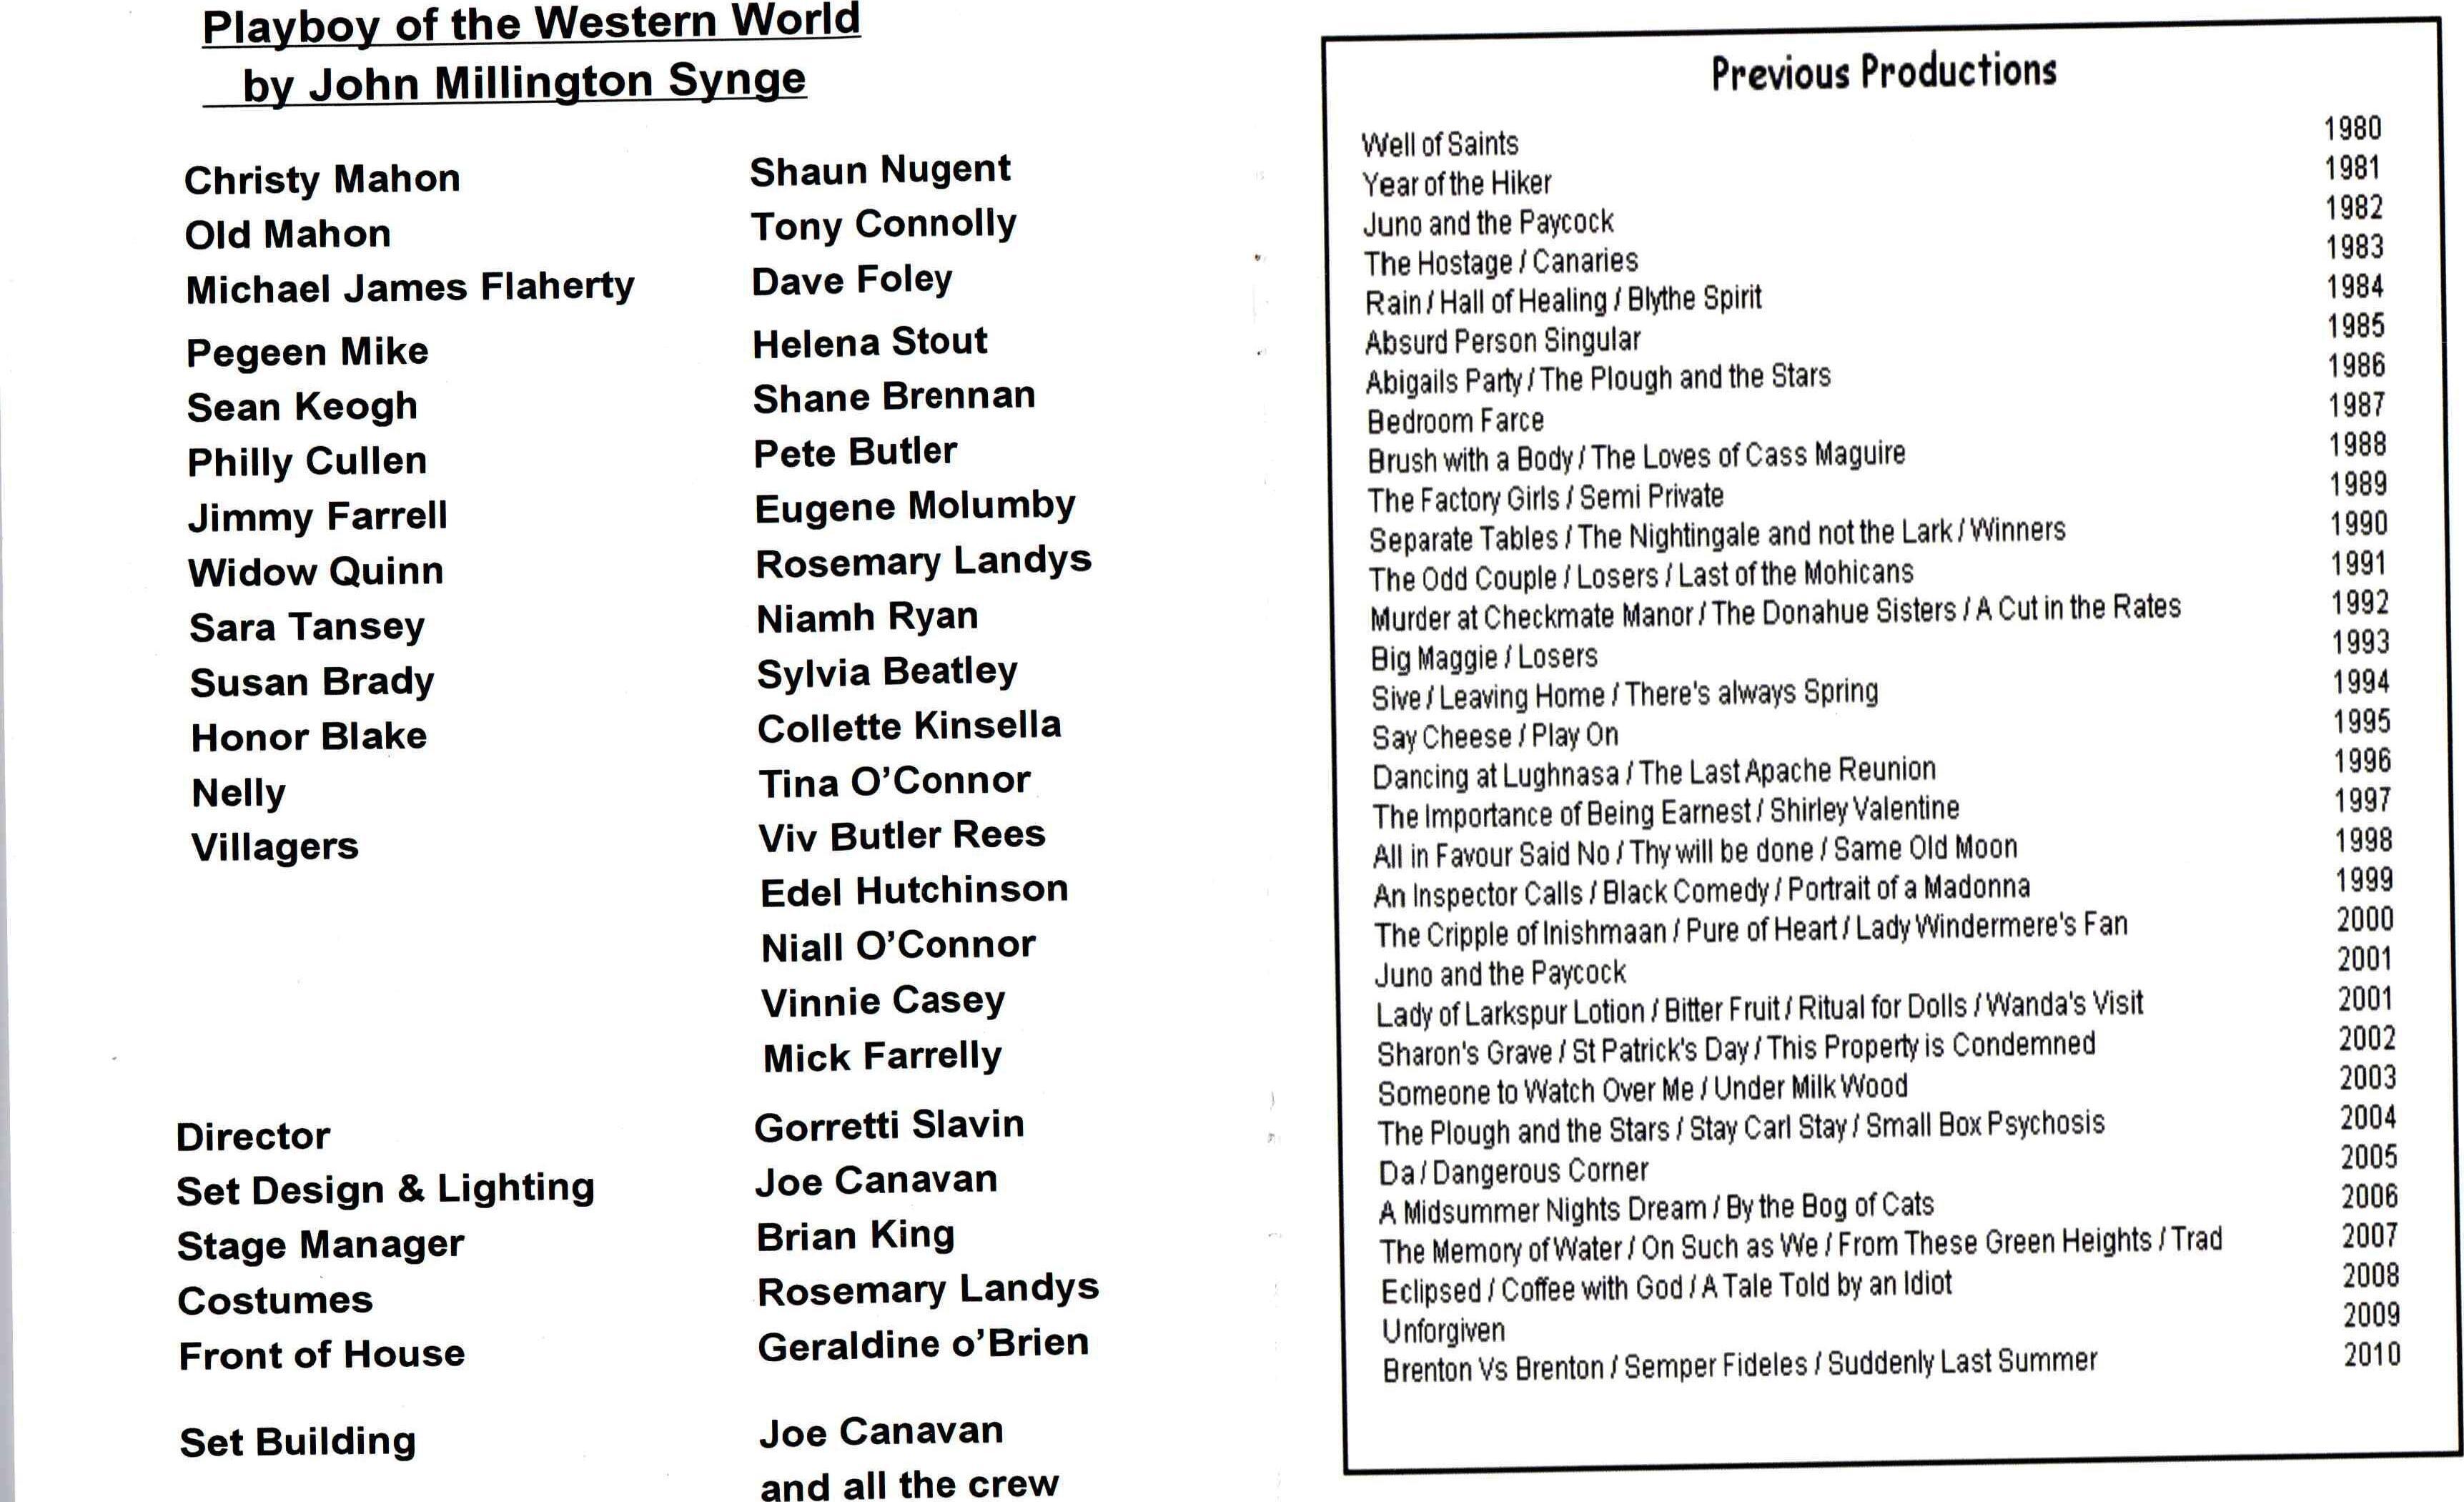 Playboy of the Western World
by John Millington Synge
Christy Mahon Shaun Nugent
Old Mahon Tony Connolly
Michael James Flaherty Dave Foley
Pegeen Mike Helena Stout
Sean Keogh Shane Brennan
Philly Cullen Pete Butler
Jimmy Farrell Eugene Molumby
Widow Quinn Rosemary Landys
Sara Tansey Niamh Ryan
Susan Brady Sylvia Beatley
Honor Blake Collette Kinsella
Nelly Tina O’Connor
Villagers Viv Butler Rees
Edel Hutchinson
Niall O’Connor
Vinnie Casey
Mick Farrelly
Director Gorretti Slavin
Set Design & Lighting Joe Canavan
Stage Manager Brian King
Costumes Rosemary Landys
Front of House Geraldine o’Brien
Set Building Joe Canavan
and all the crew
Previous Productions
Well of Saints 1980
Year of the Hiker 1981
Juno and the Paycock 1982
The Hostage / Canaries 1983
Rain / Hall of Healing / Blythe Spirit 1984
Absurd Person Singular 1985
Abigails Party / The Plough and the Stars 1986
Bedroom Farce 1987
Brush with a Body / The Loves of Cass Maguire 1988
The Factory Girls / Semi Private 1989
Separate Tables / The Nightingale and not the Lark / Winners 1990
The Odd Couple / Losers / Last of the Mohicans 1991
Murder at Checkmate Manor / The Donahue Sisters / A Cut in the Rates 1992
Big Maggie / Losers 1993
Sive / Leaving Home / There's always Spring 1994
Say Cheese / Play On 1995
Dancing at Lughnasa / The Last Apache Reunion 1996
The Importance of Being Earnest / Shirley Valentine 1997
All in Favour Said No / Thy will be done / Same Old Moon 1998
An Inspector Calls / Black Comedy / Portrait of a Madonna 1999
The Cripple of Inishmaan / Pure of Heart / Lady Windermere's Fan 2000
Juno and the Paycock 2001
Lady of Larkspur Lotion / Bitter Fruit / Ritual for Dolls / Wanda's Visit 2001
Sharon's Grave / St Patrick's Day / This Property is Condemned 2002
Someone to Watch Over Me / Under Milk Wood 2003
The Plough and the Stars / Stay Carl Stay / Small Box Psychosis 2004
Da / Dangerous Corner 2005
A Midsummer Nights Dream / By the Bog of Cats 2006
The Memory of Water / On Such as We / From These Green Heights / Trad 2007
Eclipsed / Coffee with God / A Tale Told by an Idiot 2008
Unforgiven 2009
Brenton Vs Brenton / Semper Fideles / Suddenly Last Summer 2010